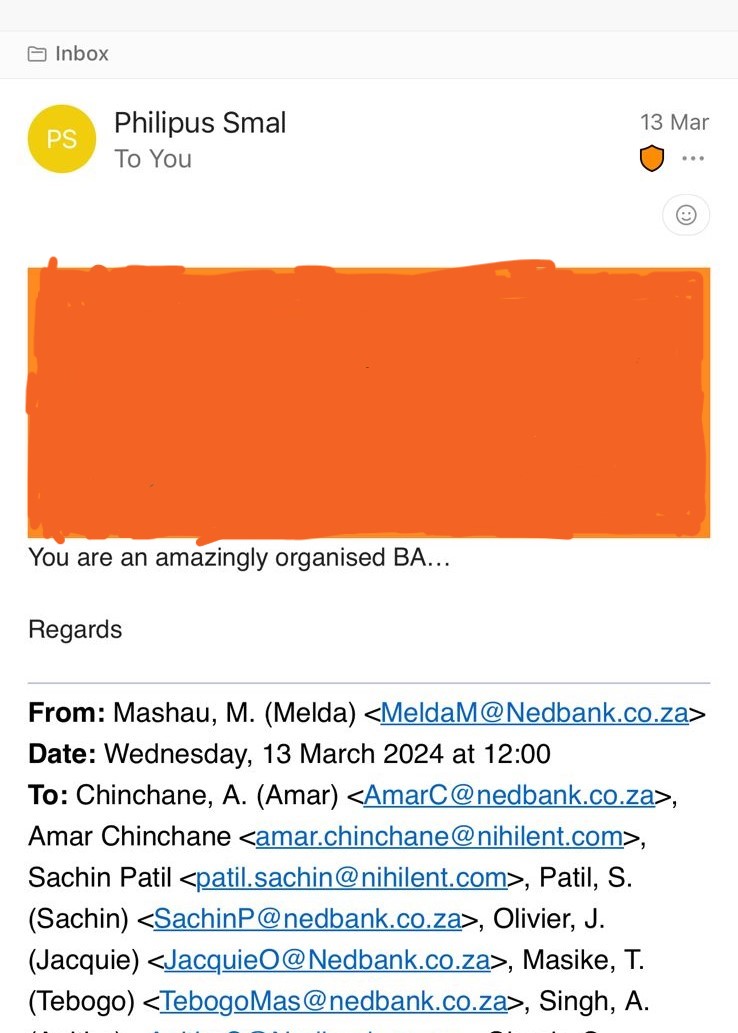 Inbox
PS
Philipus Smal
13 Mar
To You
You are an amazingly organised BA...
Regards
From: Mashau, M. (Melda) <MeldaM@Nedbank.co.za>
Date: Wednesday, 13 March 2024 at 12:00
To: Chinchane, A. (Amar) <AmarC@nedbank.co.za>,
Amar Chinchane <amar.chinchane@nihilent.com>,
Sachin Patil <patil.sachin@nihilent.com>, Patil, S.
(Sachin) <SachinP@nedbank.co.za>, Olivier, J.
(Jacquie) <JacquieO@Nedbank.co.za>, Masike, T.
(Tebogo) <TebogoMas@nedbank.co.za>, Singh, A.